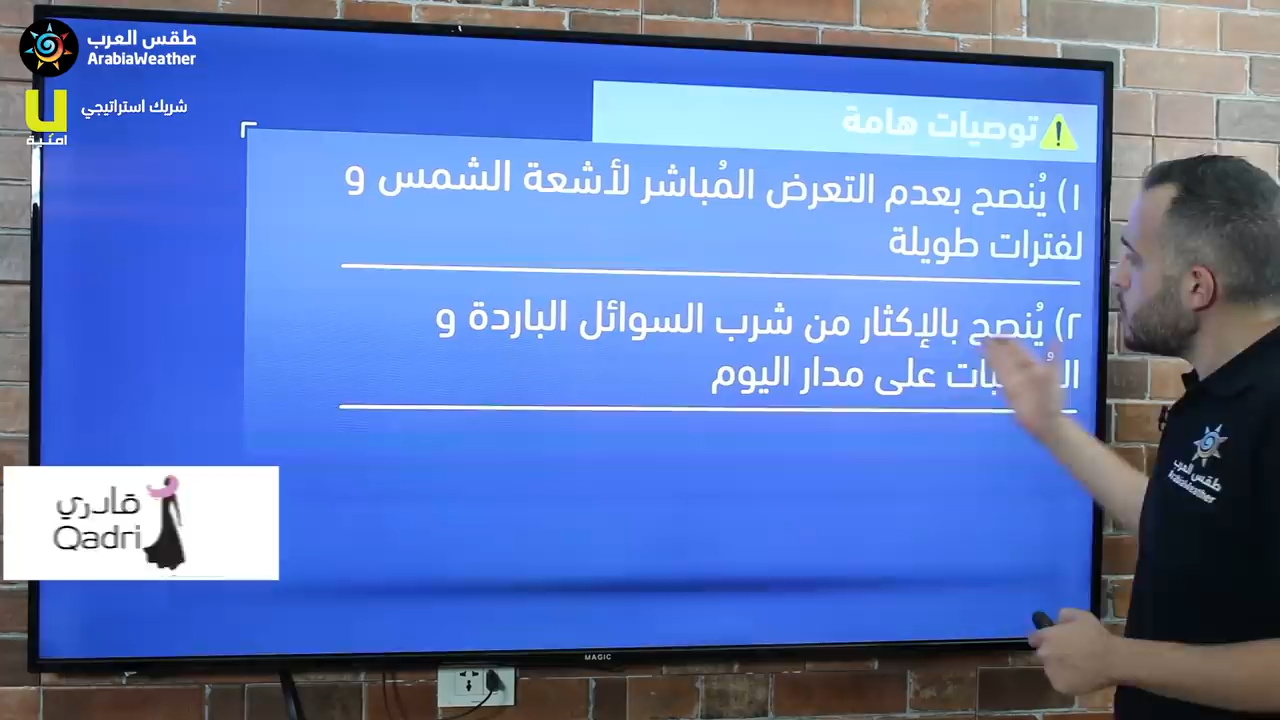 طقس العرب
ArabiaWeather
شريك استراتيجي
امنية
توصيات هامة
١) يُنصح بعدم التعرض المُباشر لأشعة الشمس و
لفترات طويلة
٢) يُنصح بالإكثار من شرب السوائل الباردة و
على مدار اليوم
قادري
Qadri
طقس العرب
ArabiaWeather
MAGIC